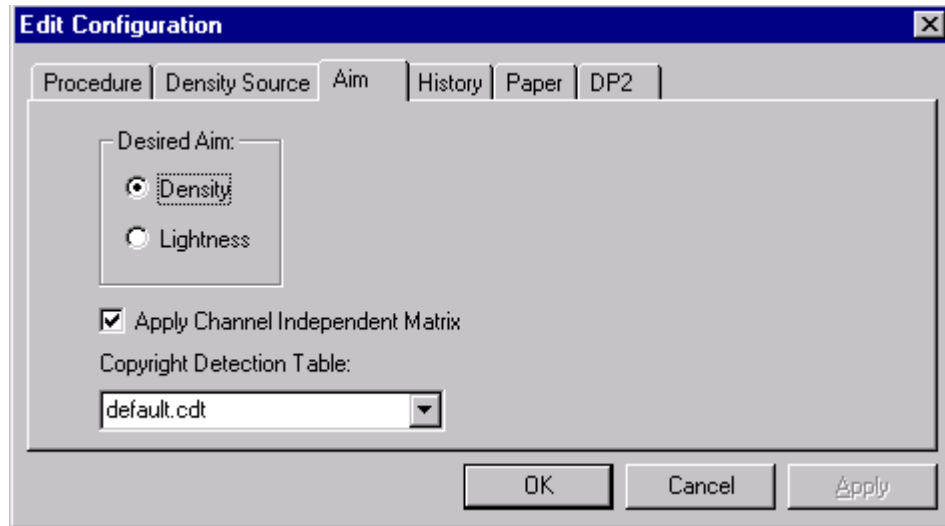 Edit Configuration
Procedure Density Source Aim History Paper DP2
Desired Aim:
Density
Lightness
Apply Channel Independent Matrix
Copyright Detection Table:
default.cdt
OK Cancel Apply